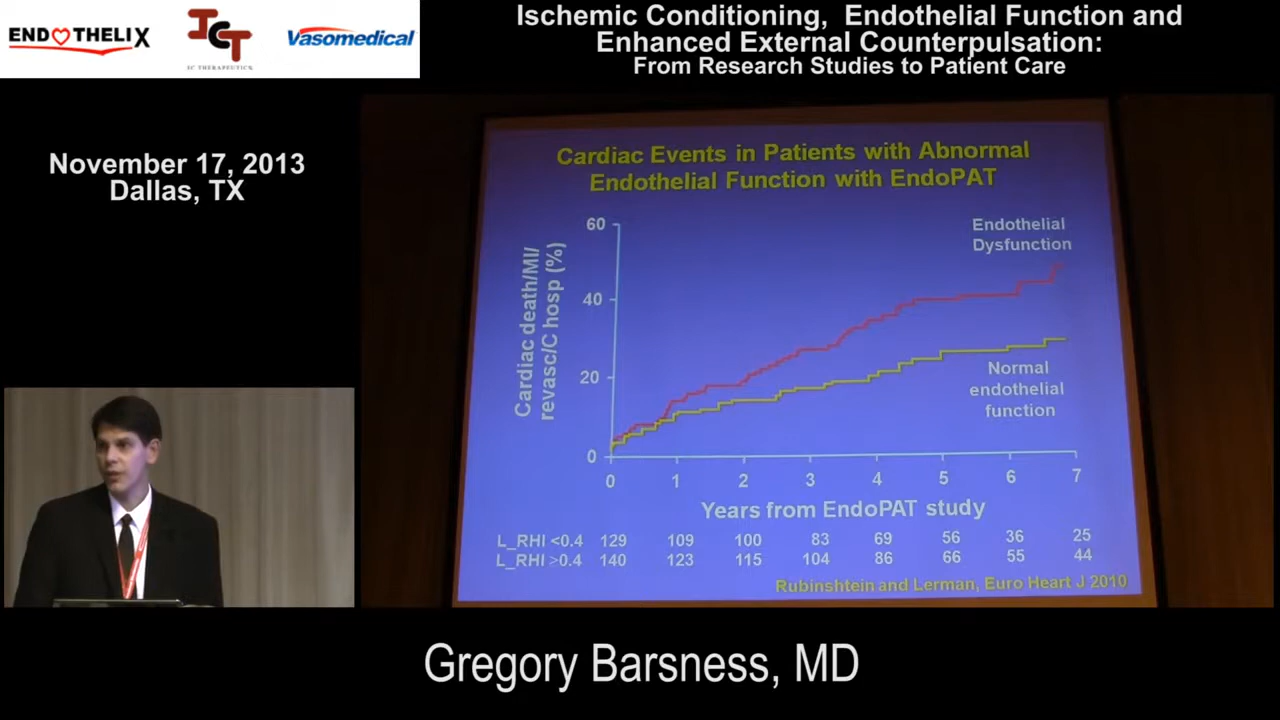 ENDOTHELIX
ICT
IC THERAPEUTICS
Vasomedical
Ischemic Conditioning, Endothelial Function and
Enhanced External Counterpulsation:
From Research Studies to Patient Care
November 17, 2013
Dallas, TX
Cardiac Events in Patients with Abnormal
Endothelial Function with EndoPAT
Cardiac death/MI/
revasc/C hosp (%)
60
40
20
0
Endothelial
Dysfunction
Normal
endothelial
function
0 1 2 3 4 5 6 7
Years from EndoPAT study
L_RHI <0.4 129 109 100 83 69 56 36 25
L_RHI ≥0.4 140 123 115 104 86 66 55 44
Rubinshtein and Lerman, Euro Heart J 2010
Gregory Barsness, MD